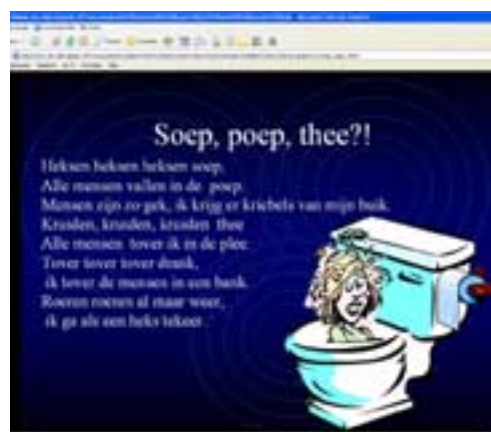 Soep, poep, thee?!
Heksen heksen heksen soep,
Alle mensen vallen in de poep.
Mensen zijn zo gek, ik krijg er kriebels van mijn buik.
Kruiden, kruiden, kruiden thee
Alle mensen tover ik in de plee
Tover tover tover drank,
ik tover de mensen in een bank.
Roeren roeren al maar weer,
ik ga als een heks tekeer.